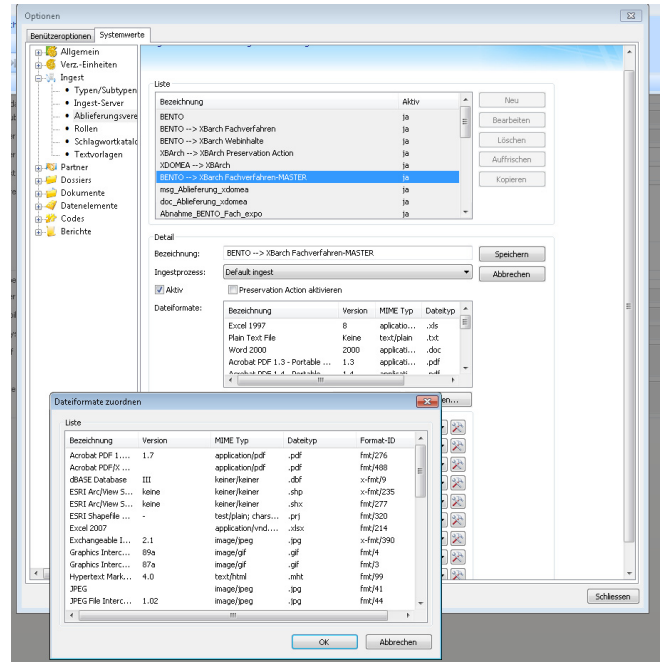 Optionen
Benützeroptionen Systemwerte
Allgemein
Verz.-Einheiten
Ingest
Typen/Subtypen
Ingest-Server
Ablieferungsvere
Rollen
Schlagwortkatalo
Textvorlagen
Partner
Dossiers
Dokumente
Datenelemente
Codes
Berichte
Liste
Bezeichnung Aktiv
BENTO ja
BENTO --> XBarch Fachverfahren ja
BENTO --> XBarch Webinhalte ja
XBArch --> XBArch Preservation Action ja
XDOMEA --> XBArch ja
BENTO --> XBarch Fachverfahren-MASTER ja
msg_Ablieferung_xdomea ja
doc_Ablieferung_xdomea ja
Abnahme_BENTO_Fach_expo ja
Neu
Bearbeiten
Löschen
Auffrischen
Kopieren
Detail
Bezeichnung: BENTO --> XBarch Fachverfahren-MASTER Speichern
Ingestprozess: Default ingest Abbrechen
Aktiv Preservation Action aktivieren
Dateiformate:
Bezeichnung Version MIME Typ Dateityp
Excel 1997 8 aplicatio... .xls
Plain Text File Keine text/plain .txt
Word 2000 2000 applicati... .doc
Acrobat PDF 1.3 - Portable ... 1.3 applicati... .pdf
Acrobat PDF 1.4 - Portable 1.4 applicati .pdf
en...
Dateiformate zuordnen
Liste
Bezeichnung Version MIME Typ Dateityp Format-ID
Acrobat PDF 1.... 1.7 application/pdf .pdf fmt/276
Acrobat PDF/X ... application/pdf .pdf fmt/488
dBASE Database III keiner/keiner .dbf x-fmt/9
ESRI Arc/View S... keine keiner/keiner .shp x-fmt/235
ESRI Arc/View S... keine keiner/keiner .shx fmt/277
ESRI Shapefile ... - test/plain; chars... .prj fmt/320
Excel 2007 application/vnd.... .xlsx fmt/214
Exchangeable I... 2.1 image/jpeg .jpg x-fmt/390
Graphics Interc... 89a image/gif .gif fmt/4
Graphics Interc... 87a image/gif .gif fmt/3
Hypertext Mark... 4.0 text/html .mht fmt/99
JPEG image/jpeg .jpg fmt/41
JPEG File Interc... 1.02 image/jpeg .jpg fmt/44
OK Abbrechen
Schliessen